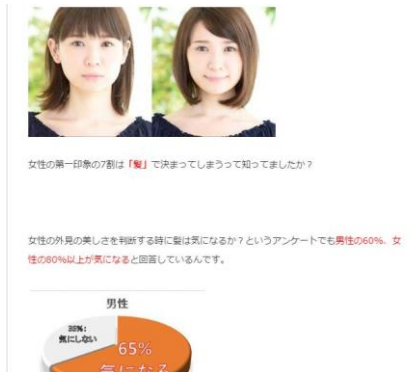 女性の第一印象の7割は「髪」で決まってしまうって知ってましたか？
女性の外見の美しさを判断する時に髪は気になるか？というアンケートでも男性の60%、女
性の80%以上が気になると回答しているんです。
男性
35%:
気にしない
65%
気になる